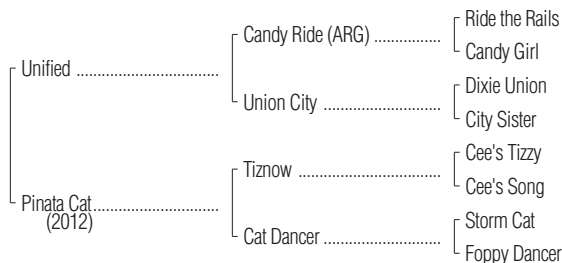 Ride the Rails
Candy Ride (ARG) ..................
Candy Girl
Unified ......................................
Dixie Union
Union City ................................
City Sister
Cee's Tizzy
Tiznow ......................................
Cee's Song
Pinata Cat..................................
(2012)
Storm Cat
Cat Dancer ................................
Foppy Dancer